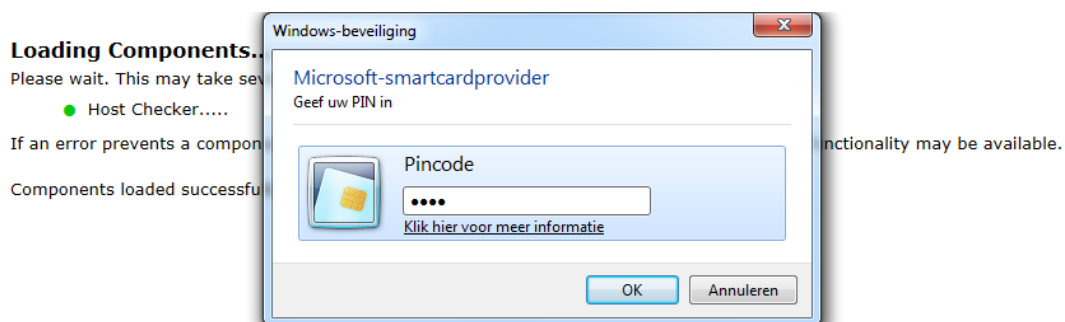 Windows-beveiliging
Loading Components..
Please wait. This may take sev
Host Checker.....
If an error prevents a compon
nctionality may be available.
Components loaded successfu
Microsoft-smartcardprovider
Geef uw PIN in
Pincode
Klik hier voor meer informatie
OK
Annuleren